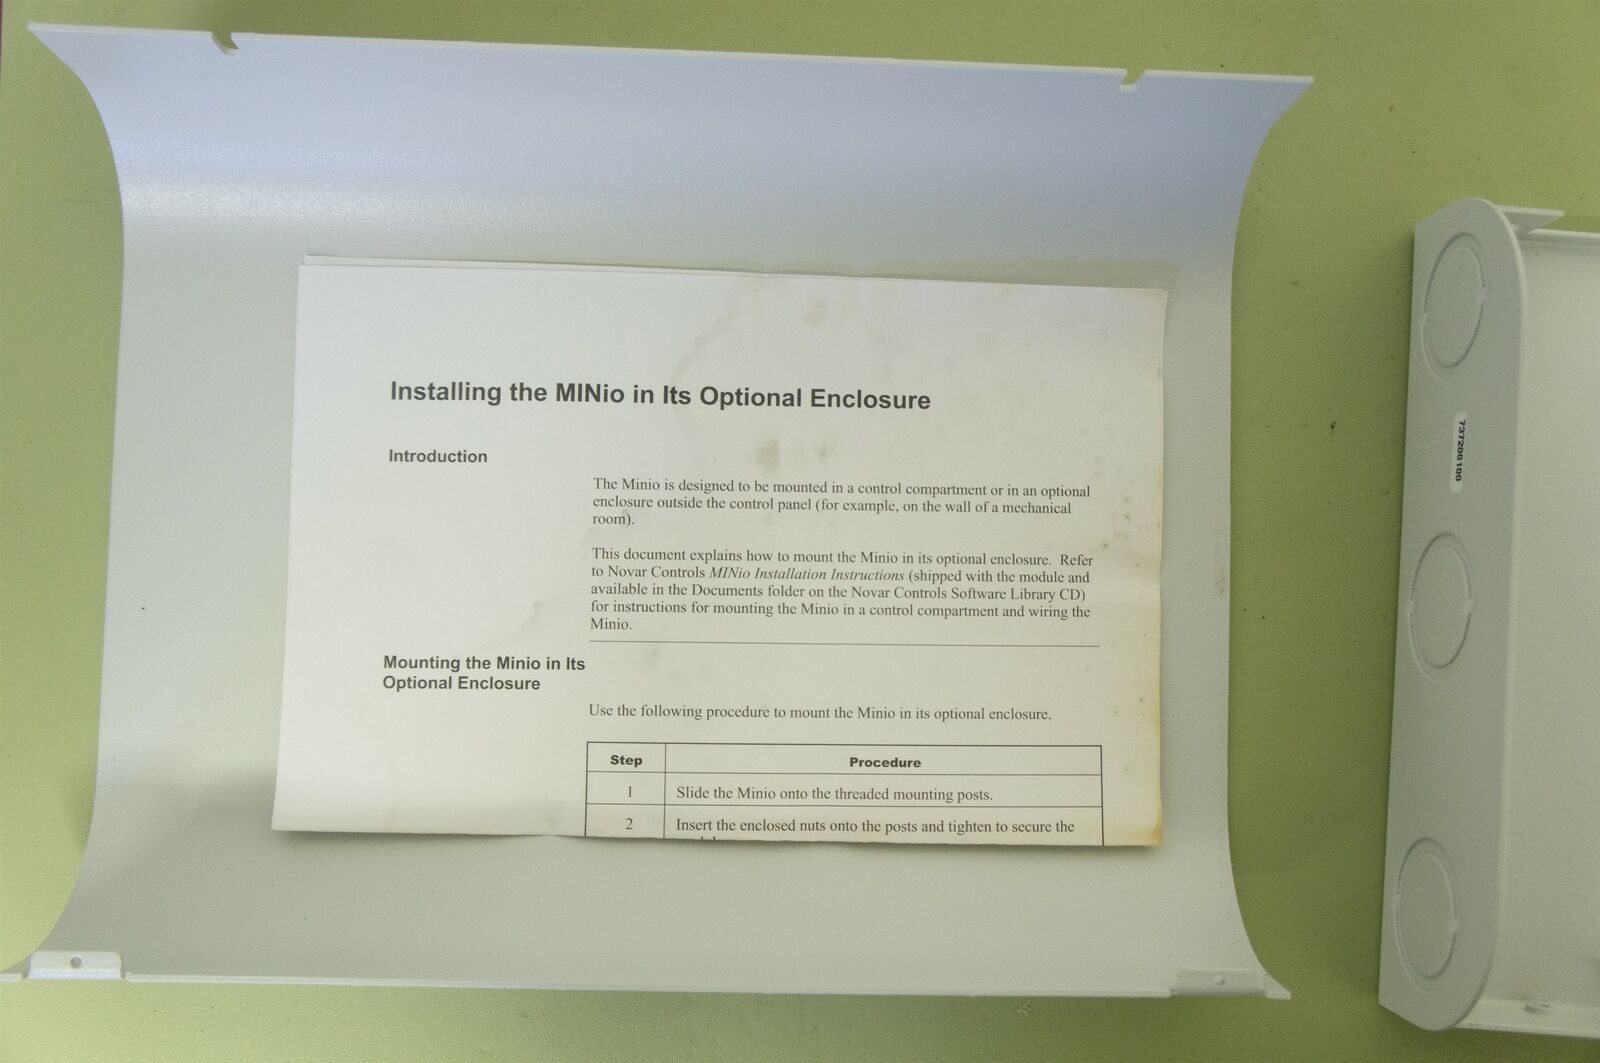 Installing the MINio in Its Optional Enclosure
Introduction
The Minio is designed to be mounted in a control compartment or in an optional
enclosure outside the control panel (for example, on the wall of a mechanical
room).
This document explains how to mount the Minio in its optional enclosure. Refer
to Novar Controls MINio Installation Instructions (shipped with the module and
available in the Documents folder on the Novar Controls Software Library CD)
for instructions for mounting the Minio in a control compartment and wiring the
Minio.
Mounting the Minio in Its
Optional Enclosure
Use the following procedure to mount the Minio in its optional enclosure.
Step Procedure
1 Slide the Minio onto the threaded mounting posts.
2 Insert the enclosed nuts onto the posts and tighten to secure the
737200100